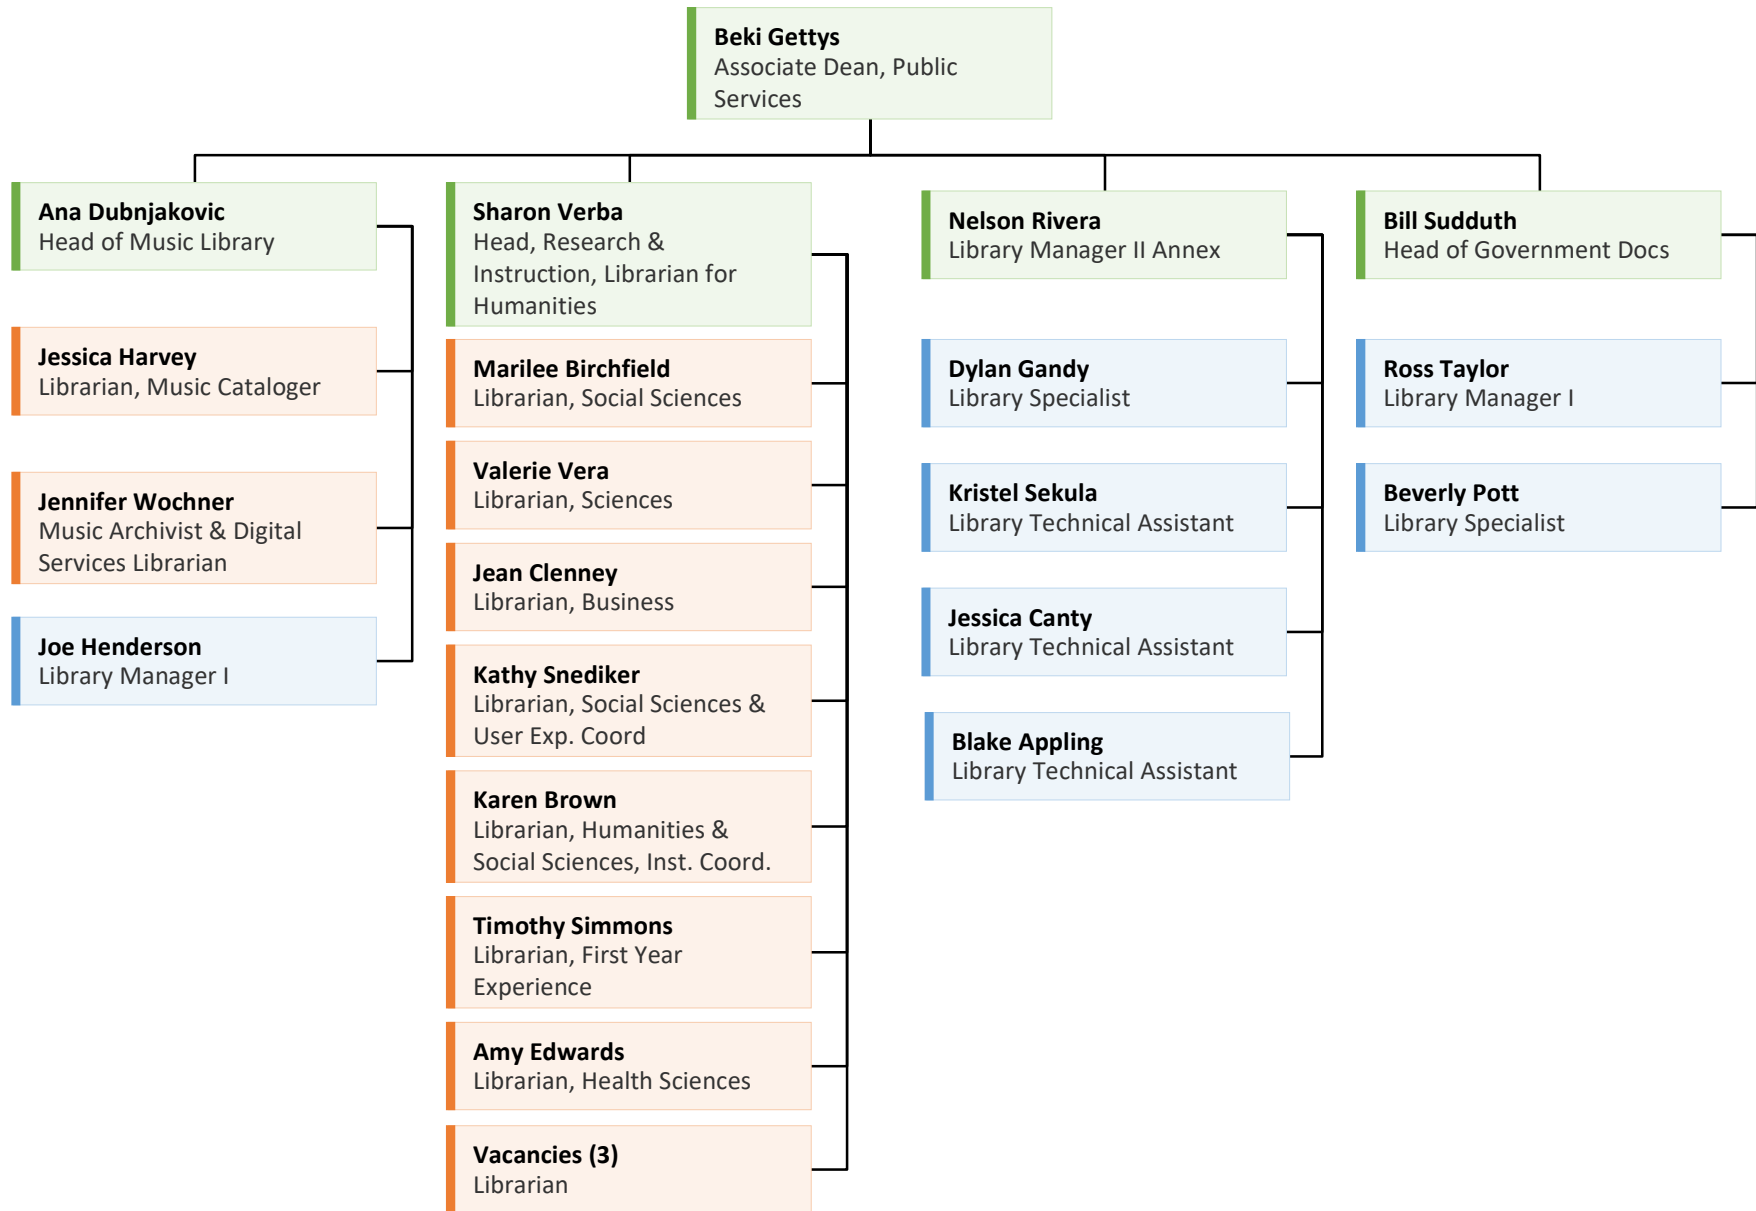 Beki Gettys
Associate Dean, Public
Services
Ana Dubnjakovic
Head of Music Library
Jessica Harvey
Librarian, Music Cataloger
Jennifer Wochner
Music Archivist & Digital
Services Librarian
Joe Henderson
Library Manager I
Sharon Verba
Head, Research &
Instruction, Librarian for
Humanities
Marilee Birchfield
Librarian, Social Sciences
Valerie Vera
Librarian, Sciences
Jean Clenney
Librarian, Business
Kathy Snediker
Librarian, Social Sciences &
User Exp. Coord
Karen Brown
Librarian, Humanities &
Social Sciences, Inst. Coord.
Timothy Simmons
Librarian, First Year
Experience
Amy Edwards
Librarian, Health Sciences
Vacancies (3)
Librarian
Nelson Rivera
Library Manager II Annex
Dylan Gandy
Library Specialist
Kristel Sekula
Library Technical Assistant
Jessica Canty
Library Technical Assistant
Blake Appling
Library Technical Assistant
Bill Sudduth
Head of Government Docs
Ross Taylor
Library Manager I
Beverly Pott
Library Specialist